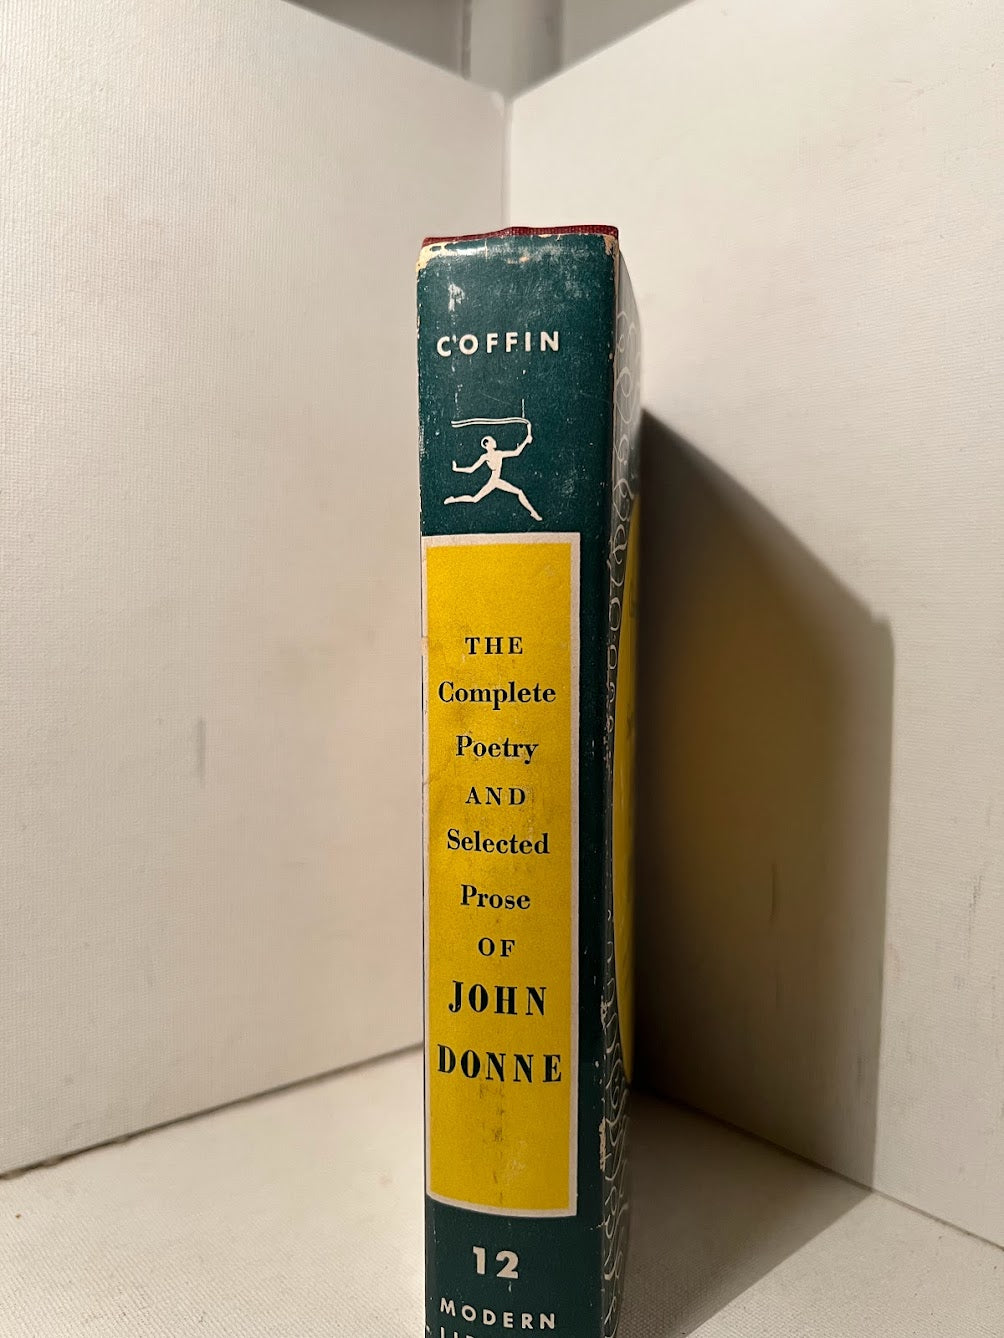 COFFIN
THE
Complete
Poetry
AND
Selected
Prose
OF
JOHN
DONNE
12
MODERN